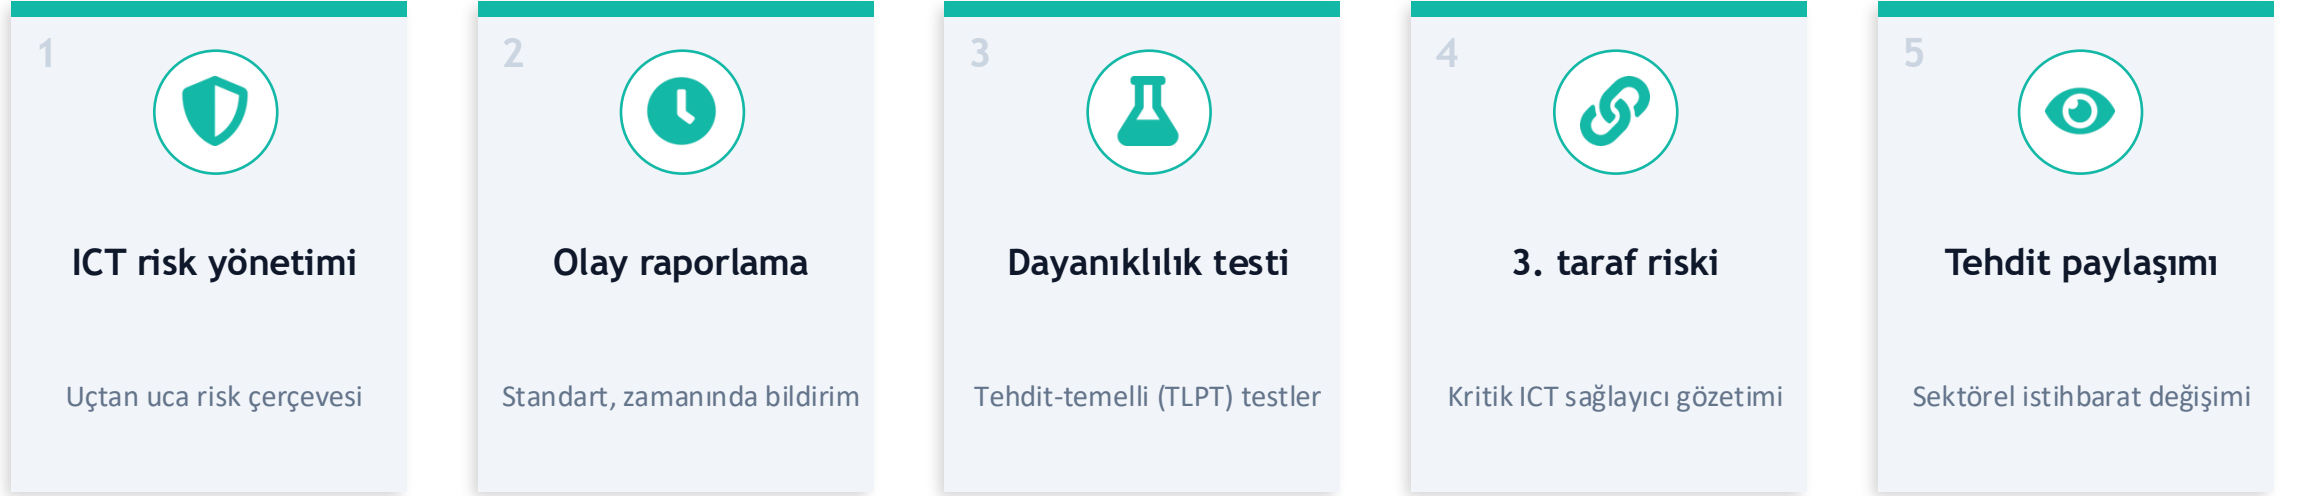 1
ICT risk yönetimi
Uçtan uca risk çerçevesi
2
Olay raporlama
Standart, zamanında bildirim
3
Dayanıklılık testi
Tehdit-temelli (TLPT) testler
4
3. taraf riski
Kritik ICT sağlayıcı gözetimi
5
Tehdit paylaşımı
Sektörel istihbarat değişimi